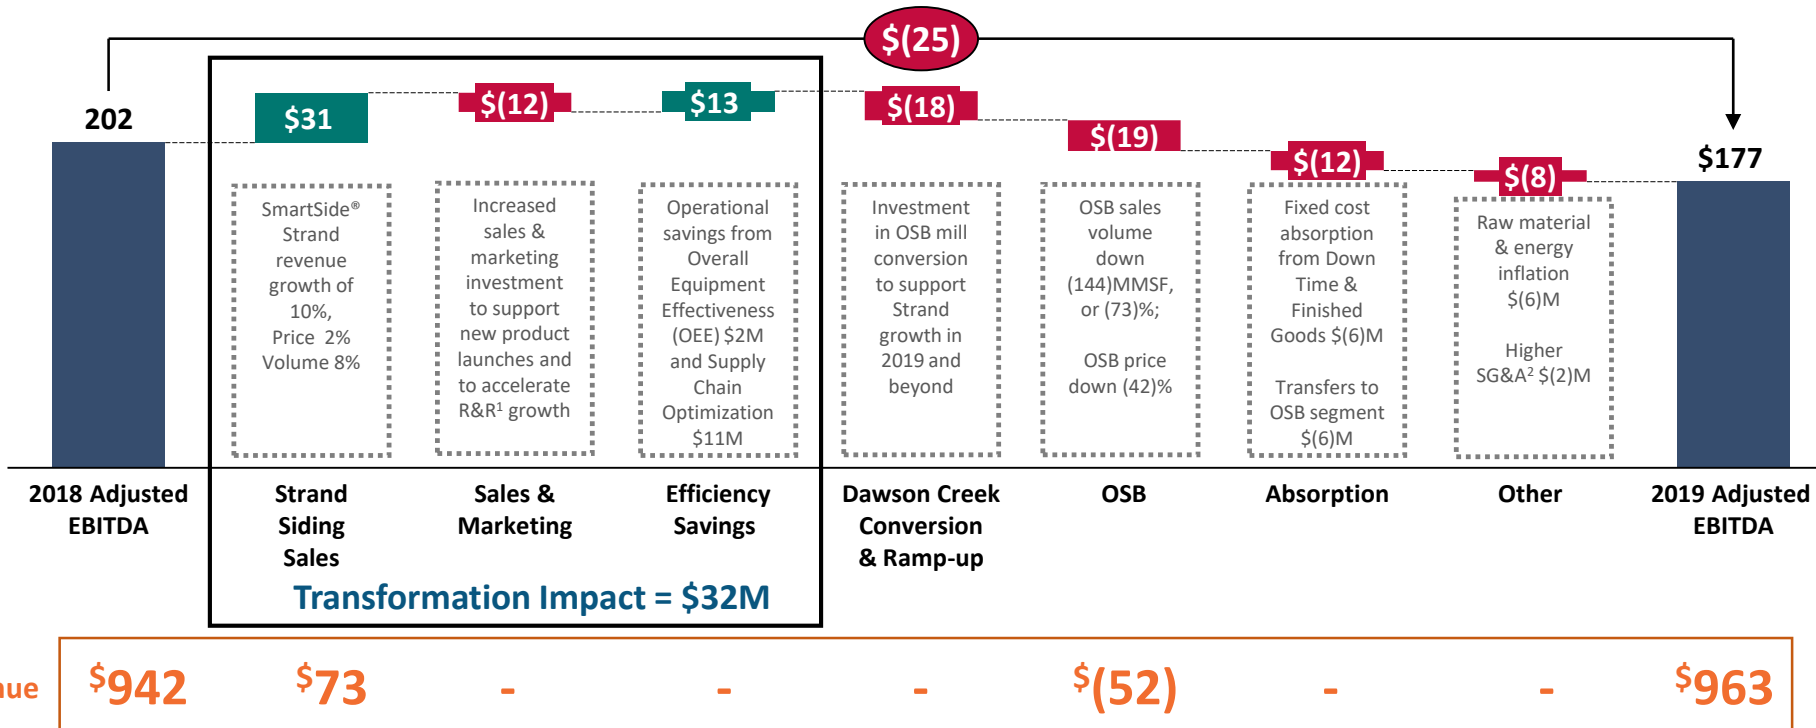 $(25)
202
$31
$(12)
$13
$(18)
$(19)
$(12)
$(8)
$177
SmartSide®
Strand
revenue
growth of
10%,
Price 2%
Volume 8%
Increased
sales &
marketing
investment
to support
new product
launches and
to accelerate
R&R¹ growth
Operational
savings from
Overall
Equipment
Effectiveness
(OEE) $2M
and Supply
Chain
Optimization
$11M
Investment
in OSB mill
conversion
to support
Strand
growth in
2019 and
beyond
OSB sales
volume
down
(144)MMSF,
or (73)%;
OSB price
down (42)%
Fixed cost
absorption
from Down
Time &
Finished
Goods $(6)M
Transfers to
OSB segment
$(6)M
Raw material
& energy
inflation
$(6)M
Higher
SG&A² $(2)M
2018 Adjusted
EBITDA
Strand
Siding
Sales
Sales &
Marketing
Efficiency
Savings
Dawson Creek
Conversion
& Ramp-up
OSB
Absorption
Other
2019 Adjusted
EBITDA
Transformation Impact = $32M
nue
$942
$73
-
-
-
$(52)
-
-
$963